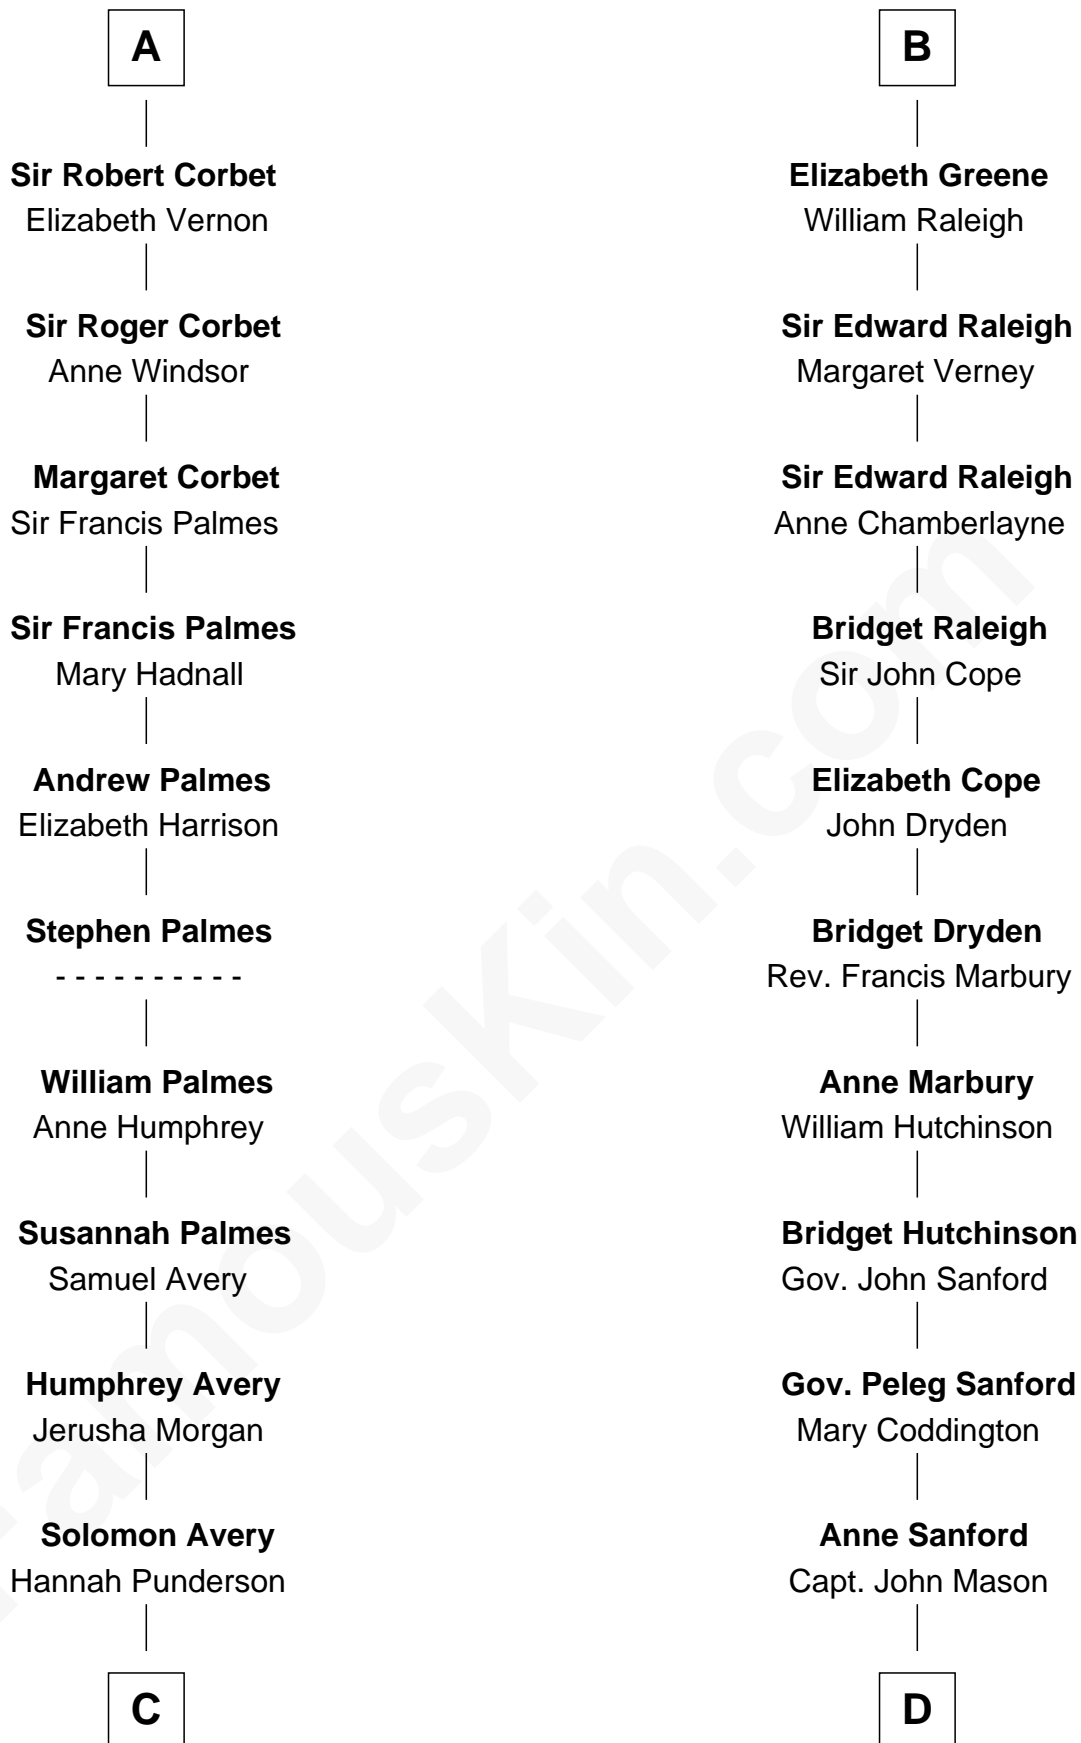 A
Sir Robert Corbet
Elizabeth Vernon
Sir Roger Corbet
Anne Windsor
Margaret Corbet
Sir Francis Palmes
Sir Francis Palmes
Mary Hadnall
Andrew Palmes
Elizabeth Harrison
Stephen Palmes
- - - - - - - - - -
William Palmes
Anne Humphrey
Susannah Palmes
Samuel Avery
Humphrey Avery
Jerusha Morgan
Solomon Avery
Hannah Punderson
C
B
Elizabeth Greene
William Raleigh
Sir Edward Raleigh
Margaret Verney
Sir Edward Raleigh
Anne Chamberlayne
Bridget Raleigh
Sir John Cope
Elizabeth Cope
John Dryden
Bridget Dryden
Rev. Francis Marbury
Anne Marbury
William Hutchinson
Bridget Hutchinson
Gov. John Sanford
Gov. Peleg Sanford
Mary Coddington
Anne Sanford
Capt. John Mason
D
FamousKin.com